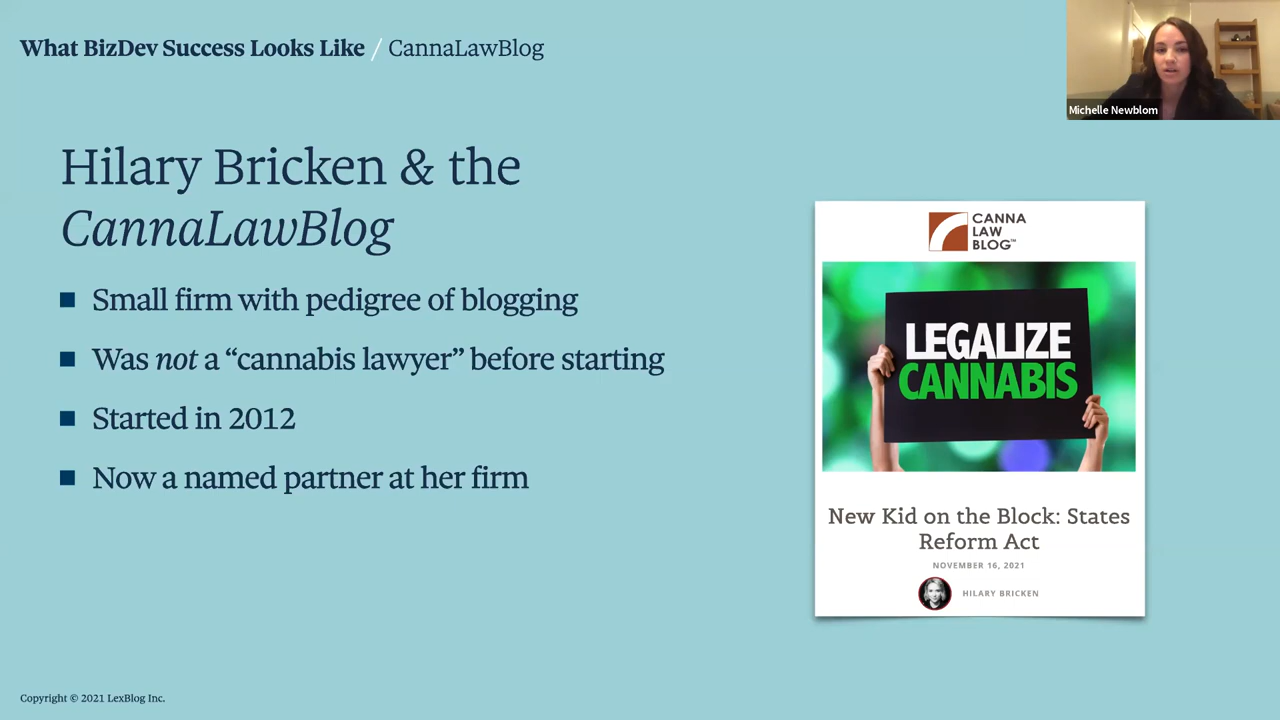 What BizDev Success Looks Like / CannaLawBlog
Michelle Newblom
Hilary Bricken & the
CannaLawBlog
■ Small firm with pedigree of blogging
■ Was not a “cannabis lawyer” before starting
■ Started in 2012
■ Now a named partner at her firm
CANNA
LAW
BLOG™
LEGALIZE
CANNABIS
New Kid on the Block: States
Reform Act
NOVEMBER 16, 2021
HILARY BRICKEN
Copyright © 2021 LexBlog Inc.